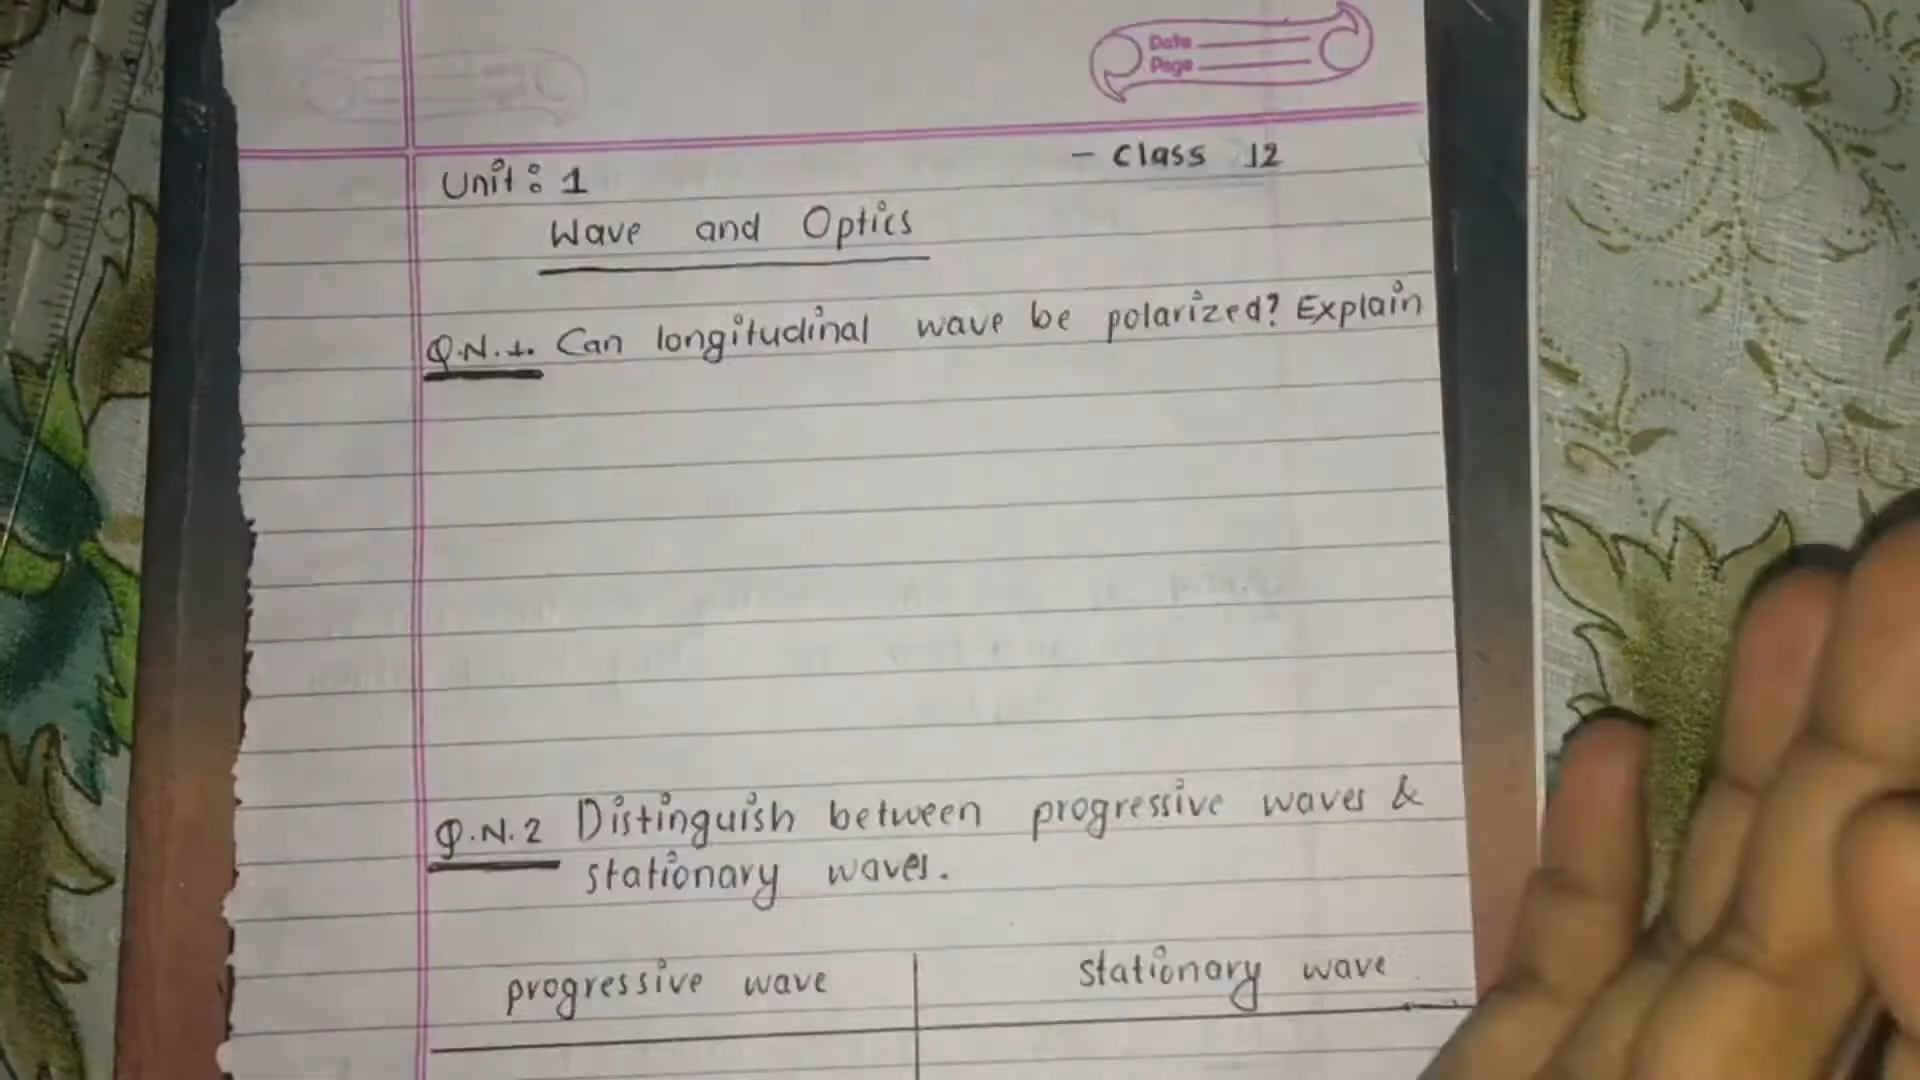 Date
Page
Unit: 1
- Class 12
Wave and Optics
Q.N.1. Can longitudinal wave be polarized? Explain
Q.N.2 Distinguish between progressive waves &
stationary waves.
progressive wave
stationary wave